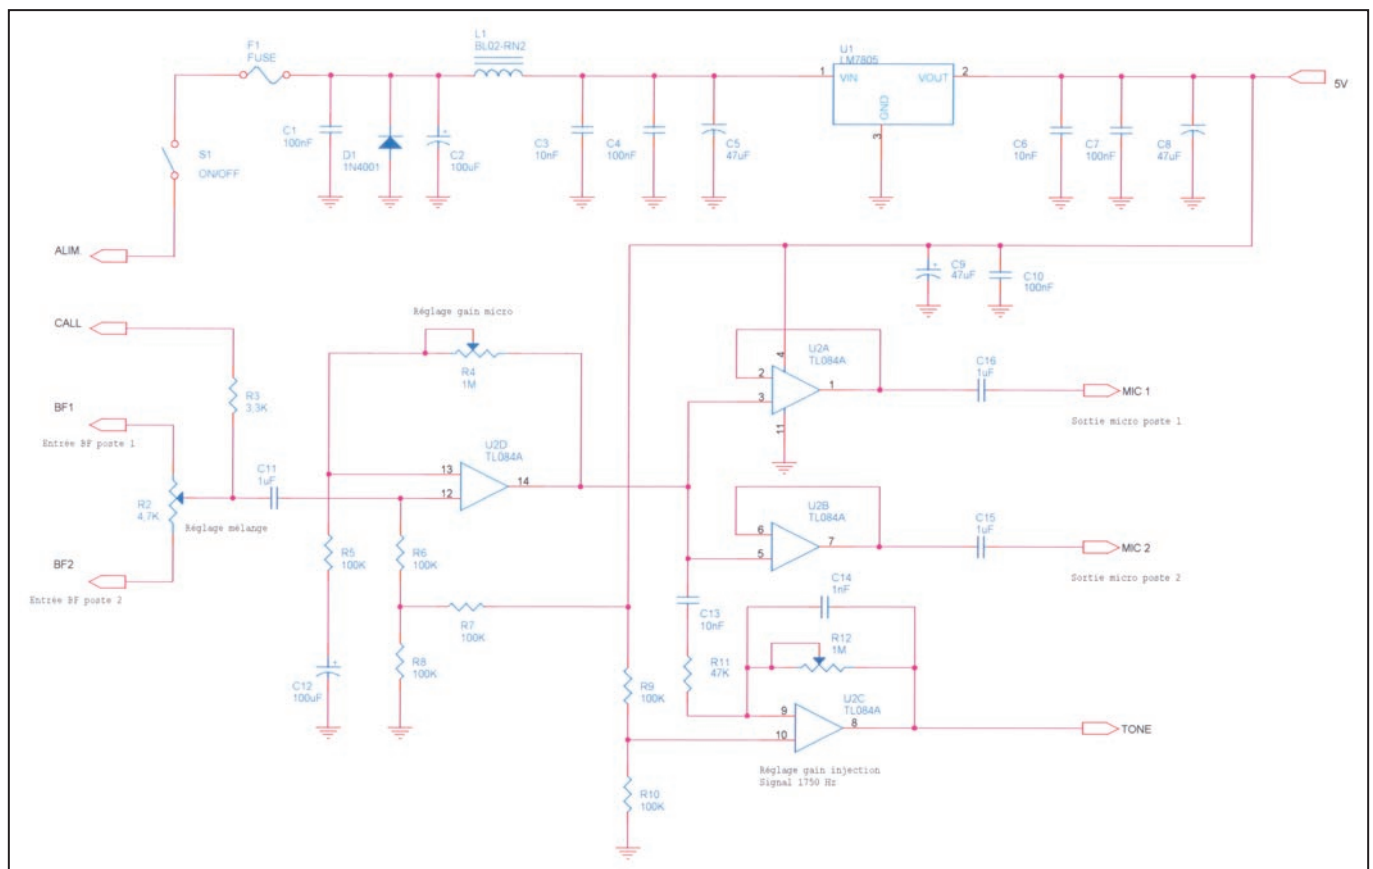 F1
FUSE
L1
BL02-RN2
U1
LM7805
1
VIN
VOUT
2
GND
3
5V
C1
100nF
D1
1N4001
C2
100uF
C3
10nF
C4
100nF
C5
47uF
C6
10nF
C7
100nF
C8
47uF
S1
ON/OFF
ALIM.
C9
47uF
C10
100nF
CALL
Réglage gain micro
R4
1M
R3
3,3K
U2A
TL084A
4
2
3
1
11
C16
1uF
MIC 1
Sortie micro poste 1
BF1
Entrée BF poste 1
R2
4,7K
Réglage mélange
C11
1uF
U2D
TL084A
13
12
14
U2B
TL084A
6
5
7
C15
1uF
MIC 2
Sortie micro poste 2
BF2
Entrée BF poste 2
R5
100K
R6
100K
R7
100K
R8
100K
C12
100uF
C13
10nF
C14
1nF
R12
1M
R11
47K
R9
100K
U2C
TL084A
9
10
8
TONE
Réglage gain injection
Signal 1750 Hz
R10
100K